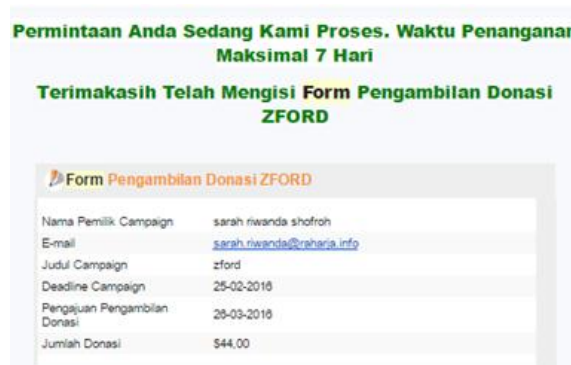 Permintaan Anda Sedang Kami Proses. Waktu Penanganan
Maksimal 7 Hari
Terimakasih Telah Mengisi Form Pengambilan Donasi
ZFORD
Form Pengambilan Donasi ZFORD
Nama Pemilik Campaign sarah riwanda shofroh
E-mail sarah.riwanda@raharja.info
Judul Campaign zford
Deadline Campaign 25-02-2016
Pengajuan Pengambilan
Donasi 26-03-2016
Jumlah Donasi $44.00